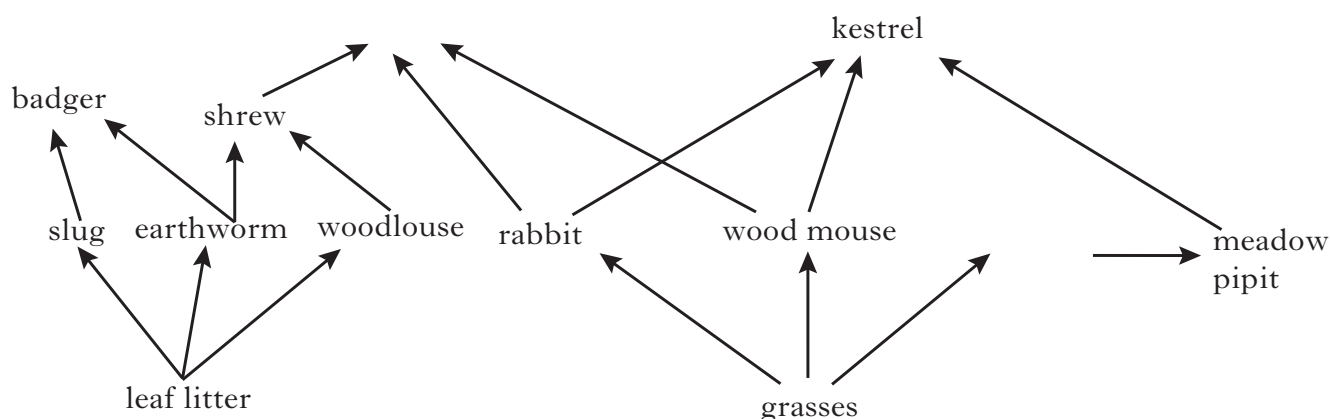 kestrel
badger
shrew
slug
earthworm
woodlouse
rabbit
wood mouse
meadow
pipit
leaf litter
grasses